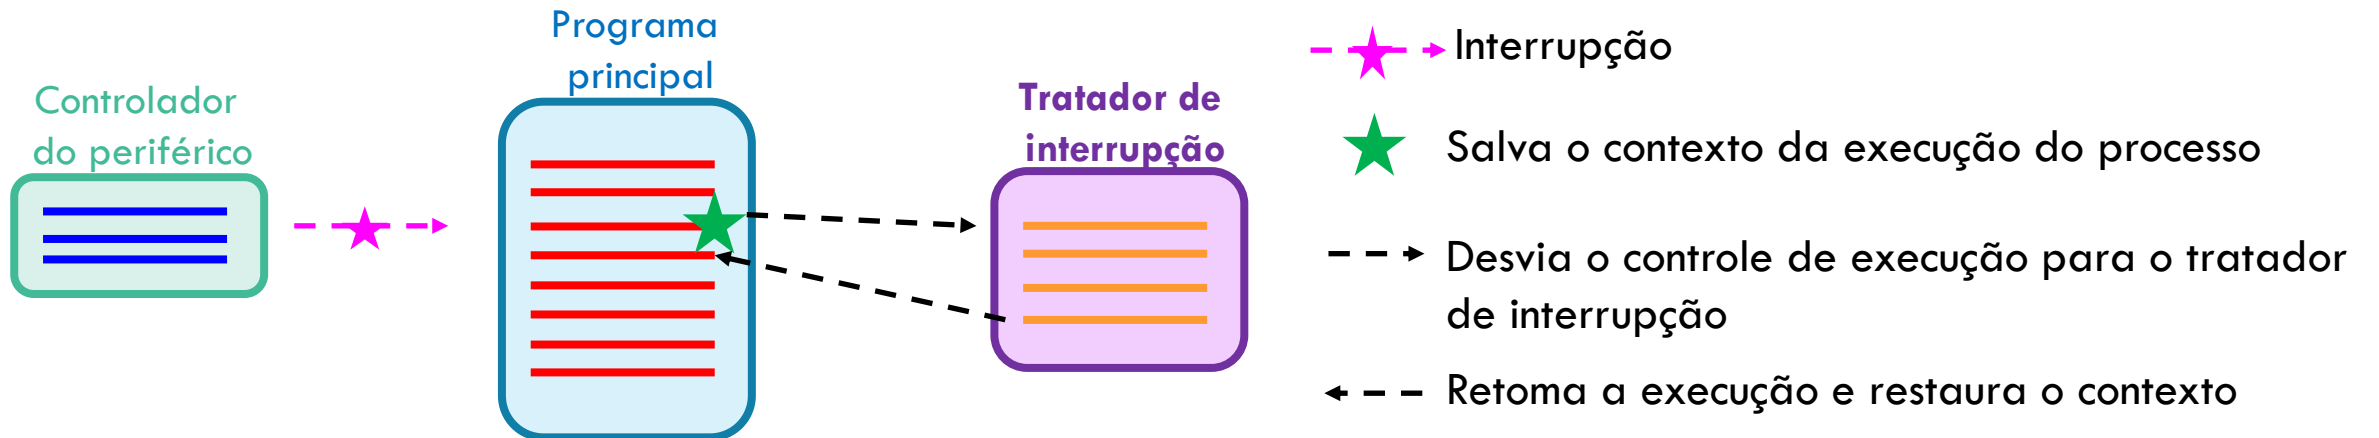 Programa
principal
Controlador
do periférico
Tratador de
interrupção
Interrupção
Salva o contexto da execução do processo
Desvia o controle de execução para o tratador
de interrupção
Retoma a execução e restaura o contexto